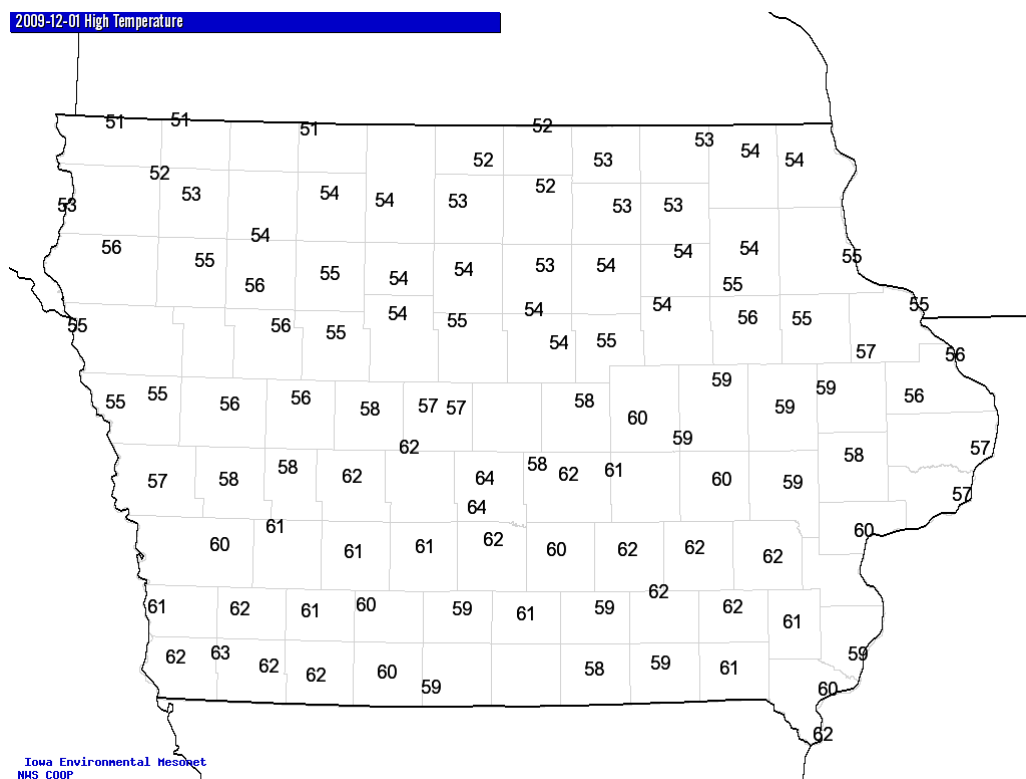 2009-12-01 High Temperature
51 51 51 52
53
52 53 54 54
52
53 53 54 54 53 52 53 53
54
56 55 54 54 55
56 55 54 54 53 54 55
55 56 55 54 55 54 54 56 55 55
54 55 57 56
55 55 56 56 58 57 57 58 60 59 59 59 56
62 59 58 57
57 58 58 62 64 58 62 61 60 59 57
64
60 61 61 61 62 60 62 62 62 60
61 62 61 60 59 61 59 62 62 61
62 63 62 62 60 59 58 59 61 59
60
62
Iowa Environmental Mesonet
NWS COOP